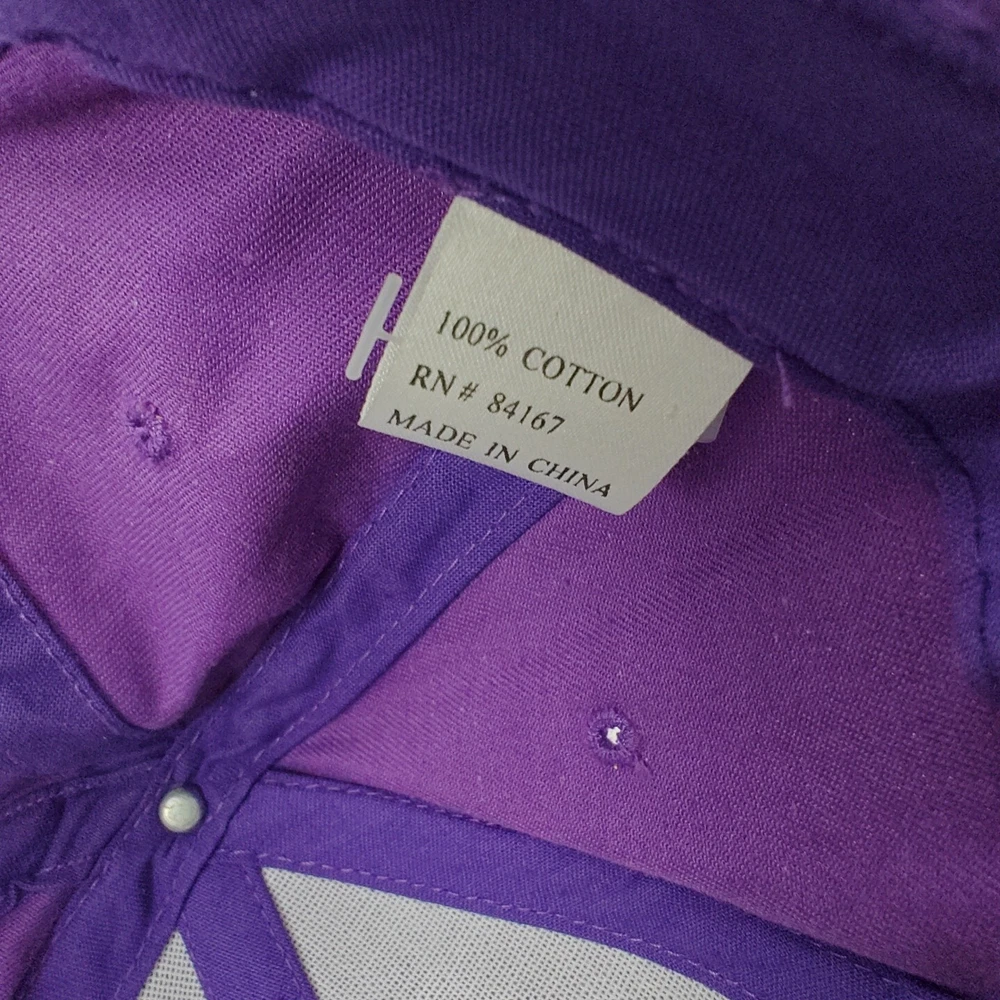 100% COTTON
RN# 84167
MADE IN CHINA